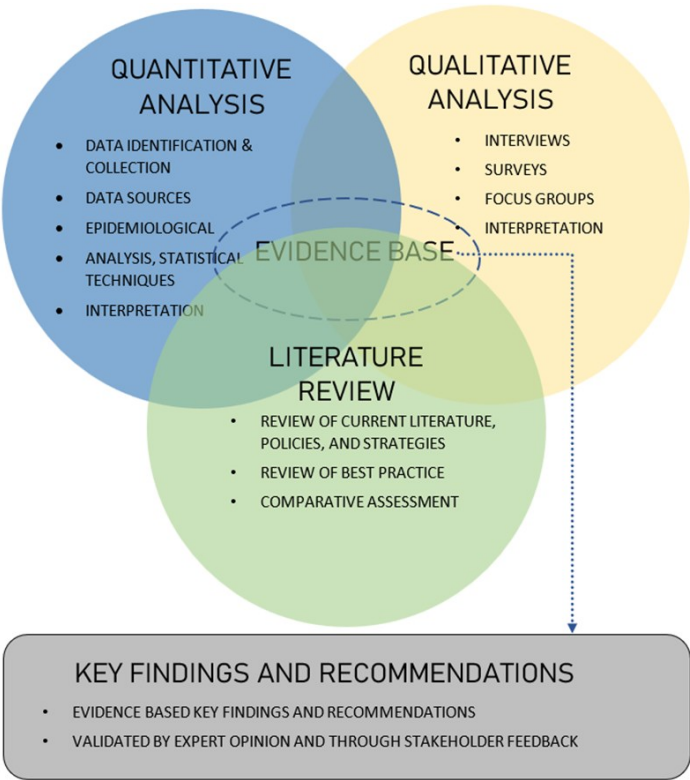 QUANTITATIVE
ANALYSIS
• DATA IDENTIFICATION &
COLLECTION
• DATA SOURCES
• EPIDEMIOLOGICAL
• ANALYSIS, STATISTICAL
TECHNIQUES
• INTERPRETATION
QUALITATIVE
ANALYSIS
• INTERVIEWS
• SURVEYS
• FOCUS GROUPS
• INTERPRETATION
EVIDENCE BASE
LITERATURE
REVIEW
• REVIEW OF CURRENT LITERATURE,
POLICIES, AND STRATEGIES
• REVIEW OF BEST PRACTICE
• COMPARATIVE ASSESSMENT
KEY FINDINGS AND RECOMMENDATIONS
• EVIDENCE BASED KEY FINDINGS AND RECOMMENDATIONS
• VALIDATED BY EXPERT OPINION AND THROUGH STAKEHOLDER FEEDBACK